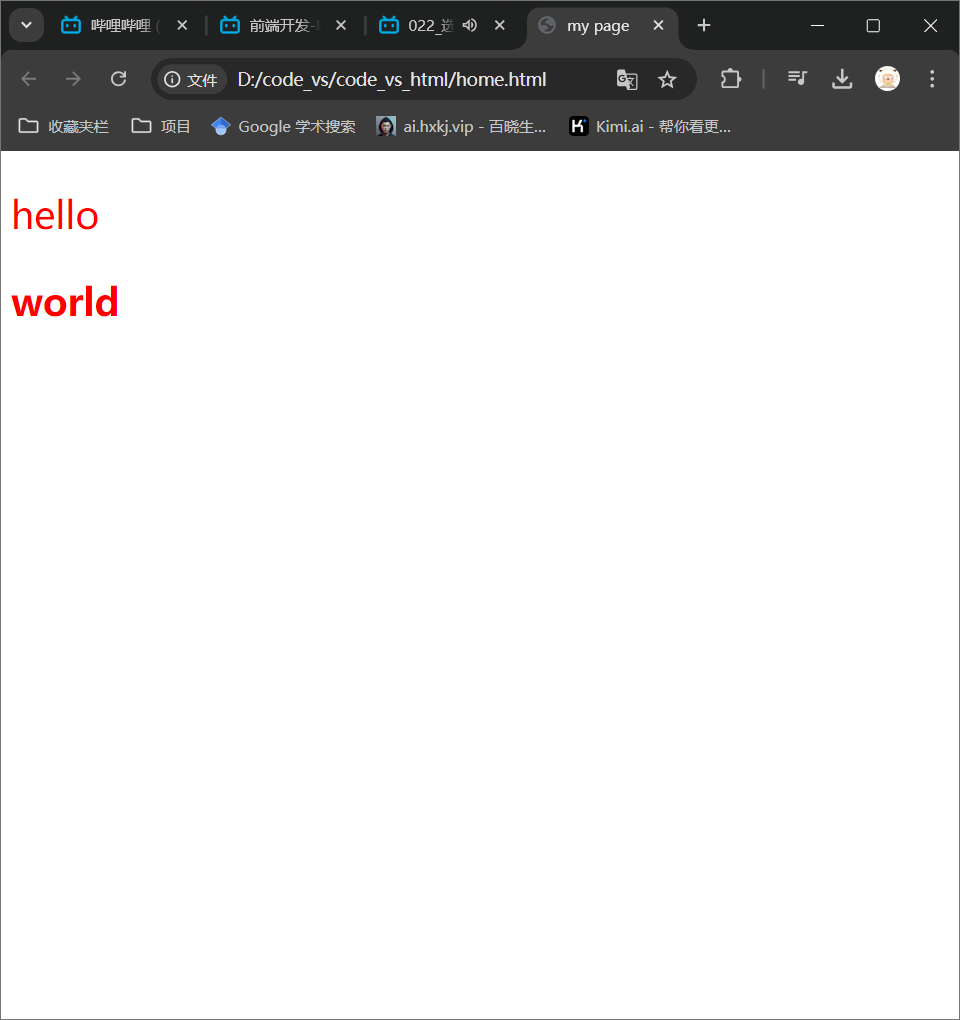 哔哩哔哩 (
前端开发-
022_选
my page
文件
D:/code_vs/code_vs_html/home.html
收藏夹栏
项目
Google 学术搜索
ai.hxkj.vip - 百晓生...
Kimi.ai - 帮你看更...
hello
world